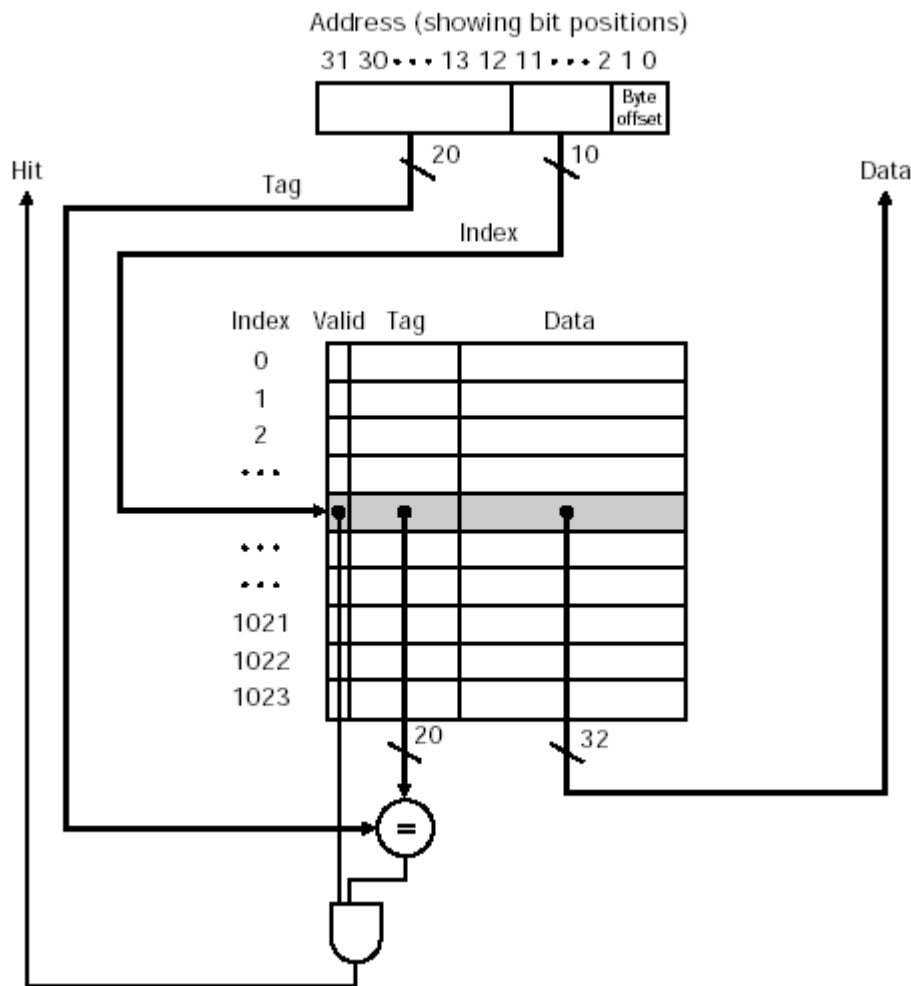 Address (showing bit positions)
31 30 ••• 13 12 11 ••• 2 1 0
Byte
offset
20
10
Hit
Data
Tag
Index
Index Valid Tag Data
0
1
2
•••
•••
•••
1021
1022
1023
20
32
=